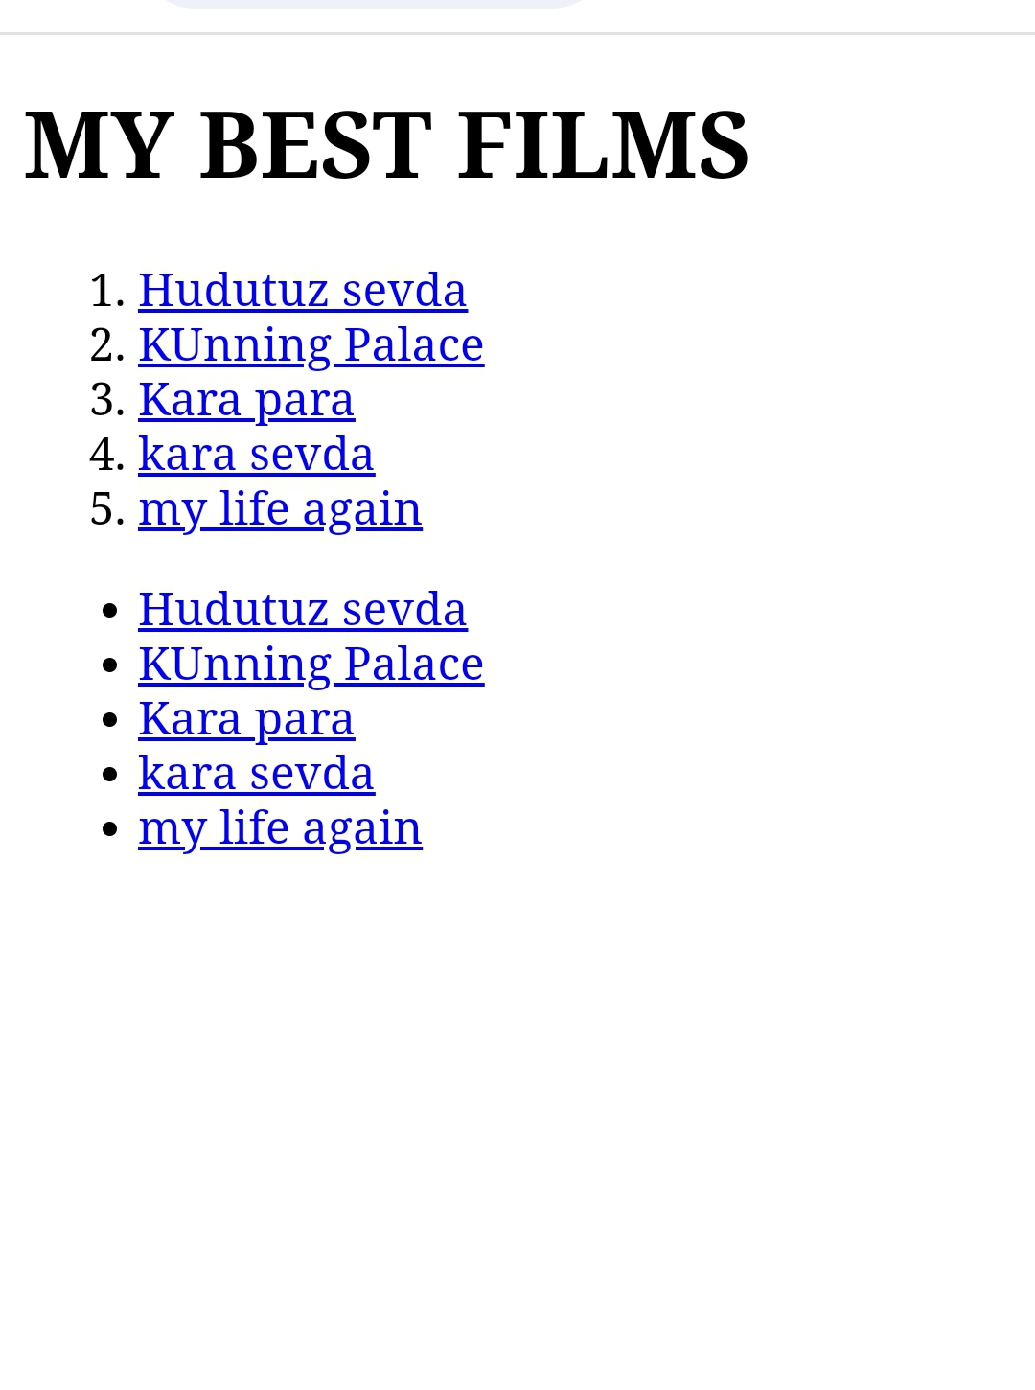 MY BEST FILMS
1. Hudutuz sevda
2. KUnning Palace
3. Kara para
4. kara sevda
5. my life again
• Hudutuz sevda
• KUnning Palace
• Kara para
• kara sevda
• my life again